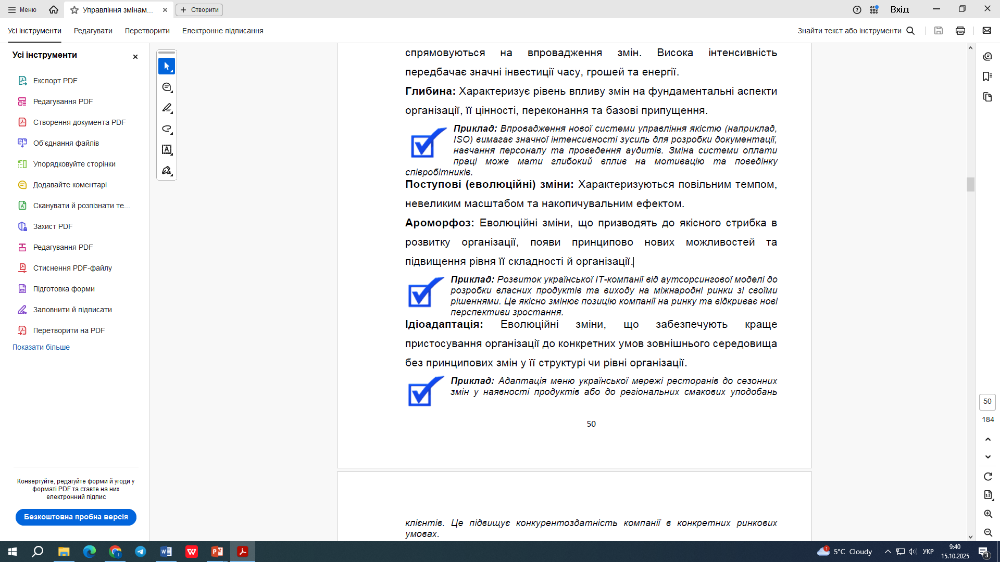 Меню
Управління змінам...
Створити
Вхід
Усі інструменти
Редагувати
Перетворити
Електронне підписання
Знайти текст або інструменти
Усі інструменти
Експорт PDF
Редагування PDF
Створення документа PDF
Об'єднання файлів
Упорядковуйте сторінки
Додавайте коментарі
Сканувати й розпізнати те...
Захист PDF
Редагування PDF
Стиснення PDF-файлу
Підготовка форми
Заповнити й підписати
Перетворити на PDF
Показати більше
Конвертуйте, редагуйте форми й угоди у
форматі PDF та ставте на них
електронний підпис
Безкоштовна пробна версія
спрямовуються на впровадження змін. Висока інтенсивність
передбачає значні інвестиції часу, грошей та енергії.
Глибина: Характеризує рівень впливу змін на фундаментальні аспекти
організації, її цінності, переконання та базові припущення.
Приклад: Впровадження нової системи управління якістю (наприклад,
ISO) вимагає значної інтенсивності зусиль для розробки документації,
навчання персоналу та проведення аудитів. Зміна системи оплати
праці може мати глибокий вплив на мотивацію та поведінку
співробітників.
Поступові (еволюційні) зміни: Характеризуються повільним темпом,
невеликим масштабом та накопичувальним ефектом.
Ароморфоз: Еволюційні зміни, що призводять до якісного стрибка в
розвитку організації, появи принципово нових можливостей та
підвищення рівня її складності й організації.
Приклад: Розвиток української ІТ-компанії від аутсорсингової моделі до
розробки власних продуктів та виходу на міжнародні ринки зі своїми
рішеннями. Це якісно змінює позицію компанії на ринку та відкриває нові
перспективи зростання.
Ідіоадаптація: Еволюційні зміни, що забезпечують краще
пристосування організації до конкретних умов зовнішнього середовища
без принципових змін у її структурі чи рівні організації.
Приклад: Адаптація меню української мережі ресторанів до сезонних
змін у наявності продуктів або до регіональних смакових уподобань
50
клієнтів. Це підвищує конкурентоздатність компанії в конкретних ринкових
умовах.
50
184
1:1
1
5°C Cloudy
УКР
9:40
15.10.2025
3